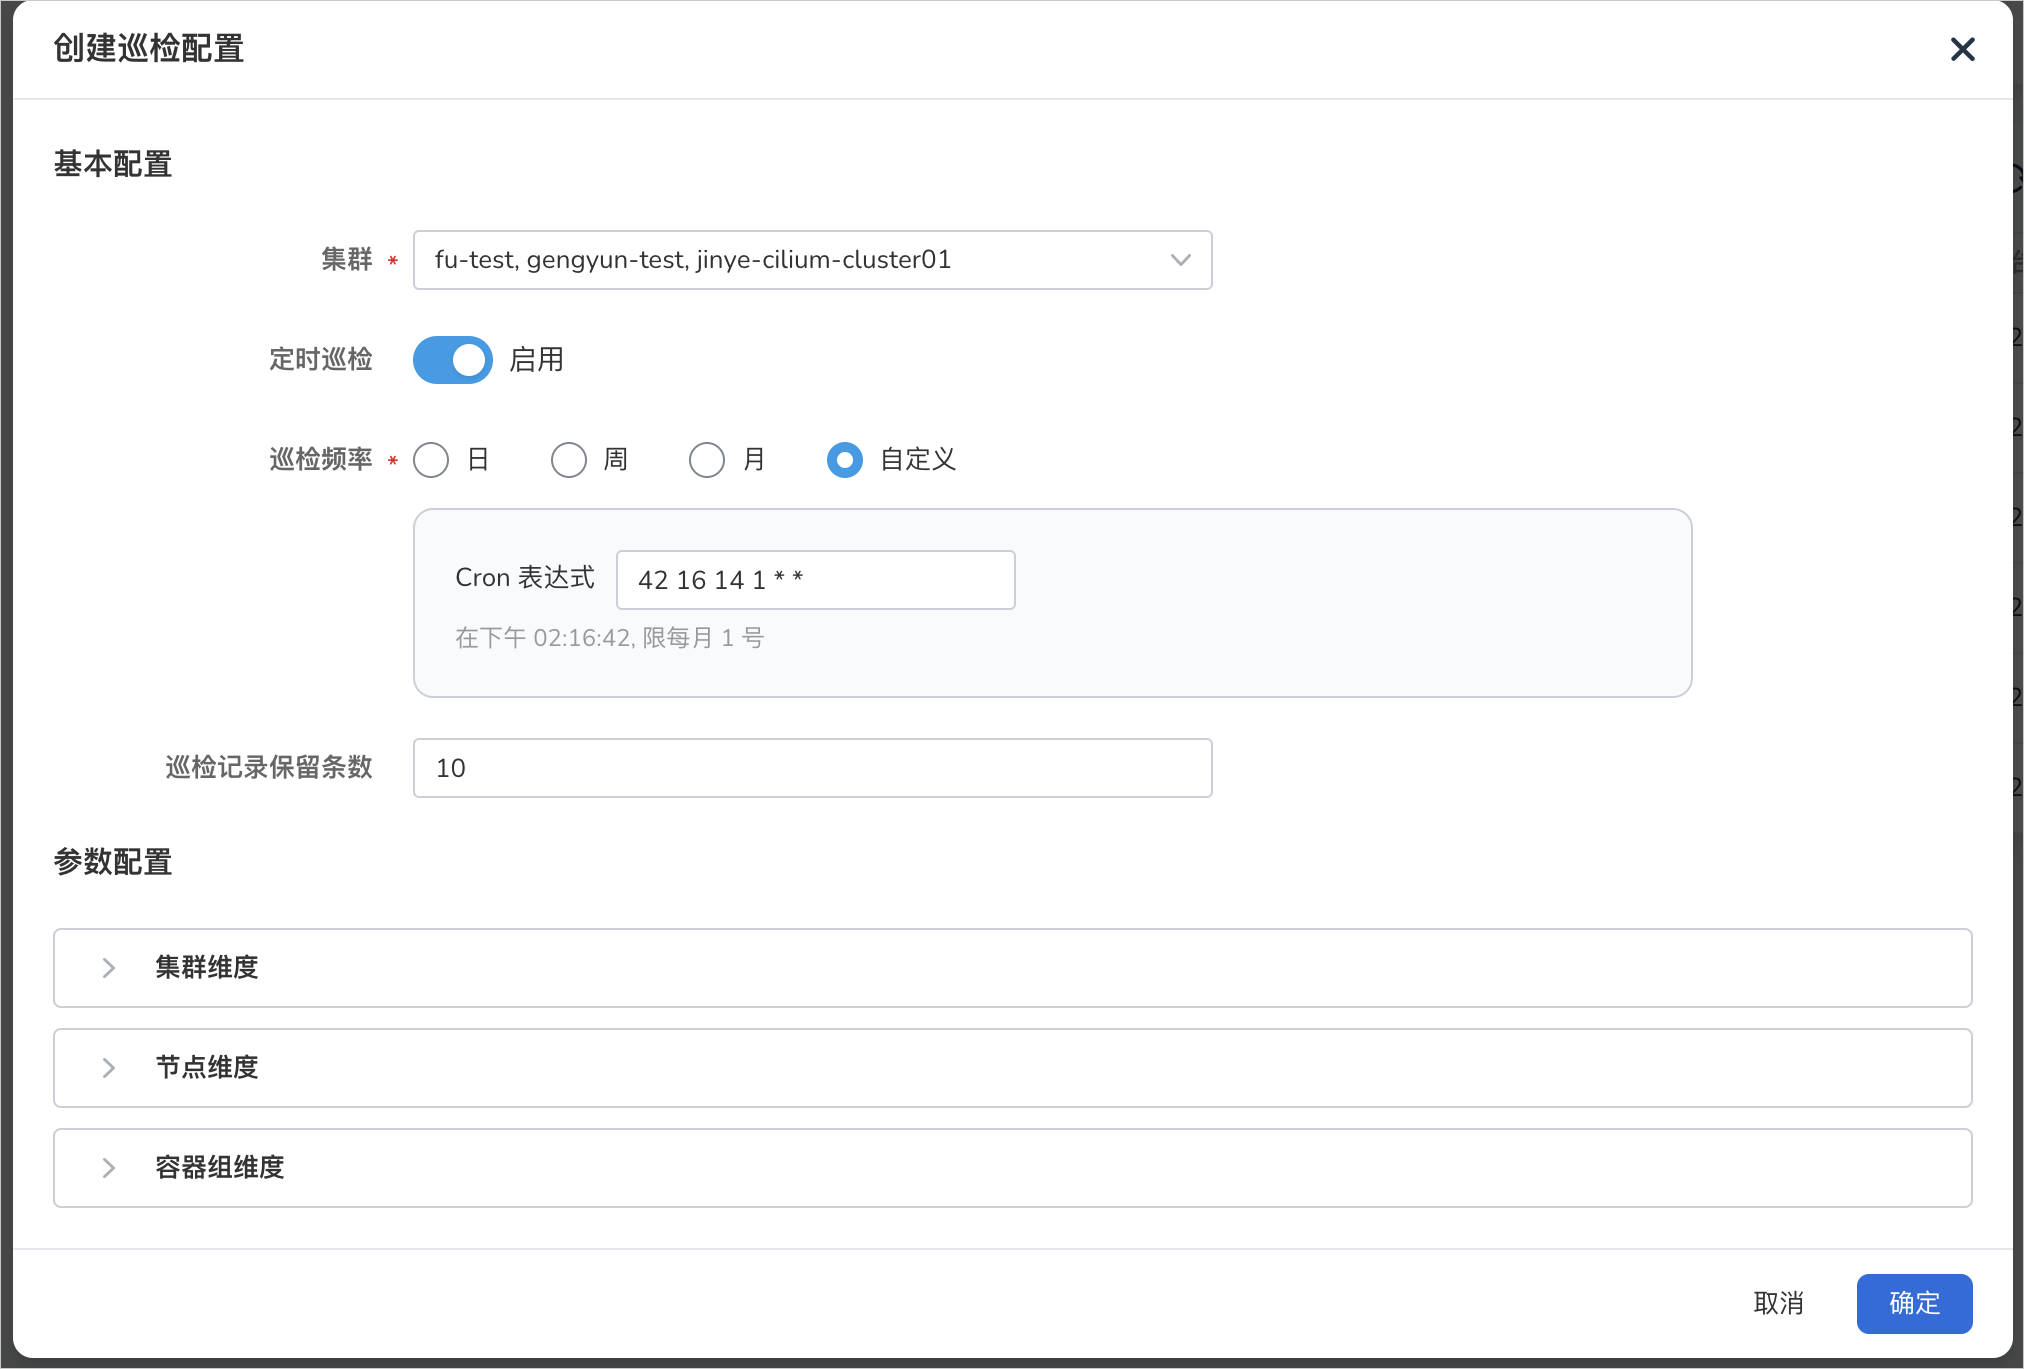 创建巡检配置
基本配置
集群 * fu-test, gengyun-test, jinye-cilium-cluster01
定时巡检 启用
巡检频率 * 日 周 月 自定义
Cron 表达式 42 16 14 1 * *
在下午 02:16:42, 限每月 1 号
巡检记录保留条数 10
参数配置
集群维度
节点维度
容器组维度
取消 确定